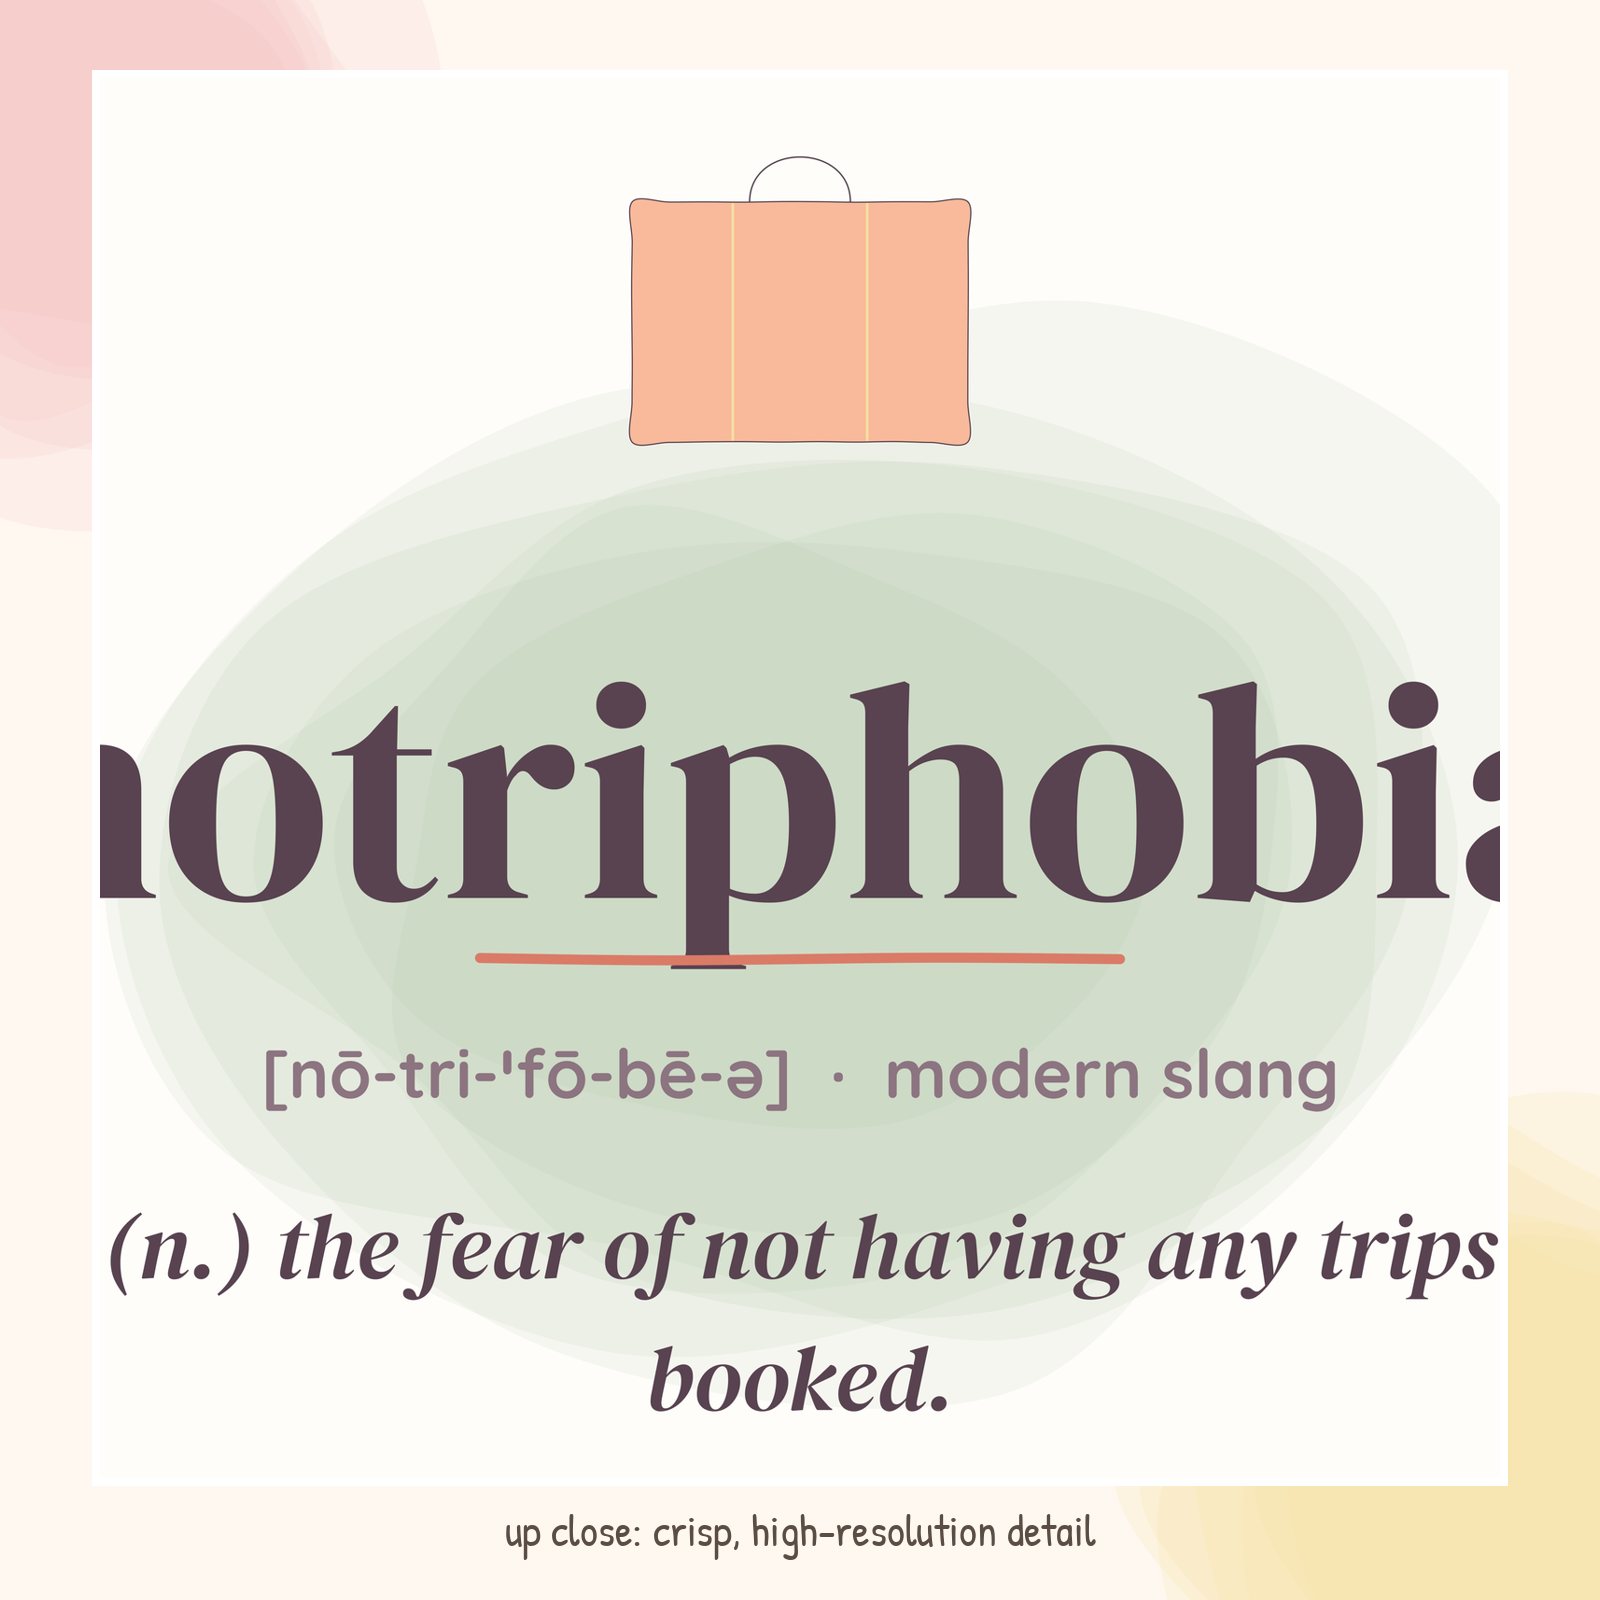 notriphobia
[nō-tri-ˈfō-bē-ə] · modern slang
(n.) the fear of not having any trips
booked.
up close: crisp, high-resolution detail